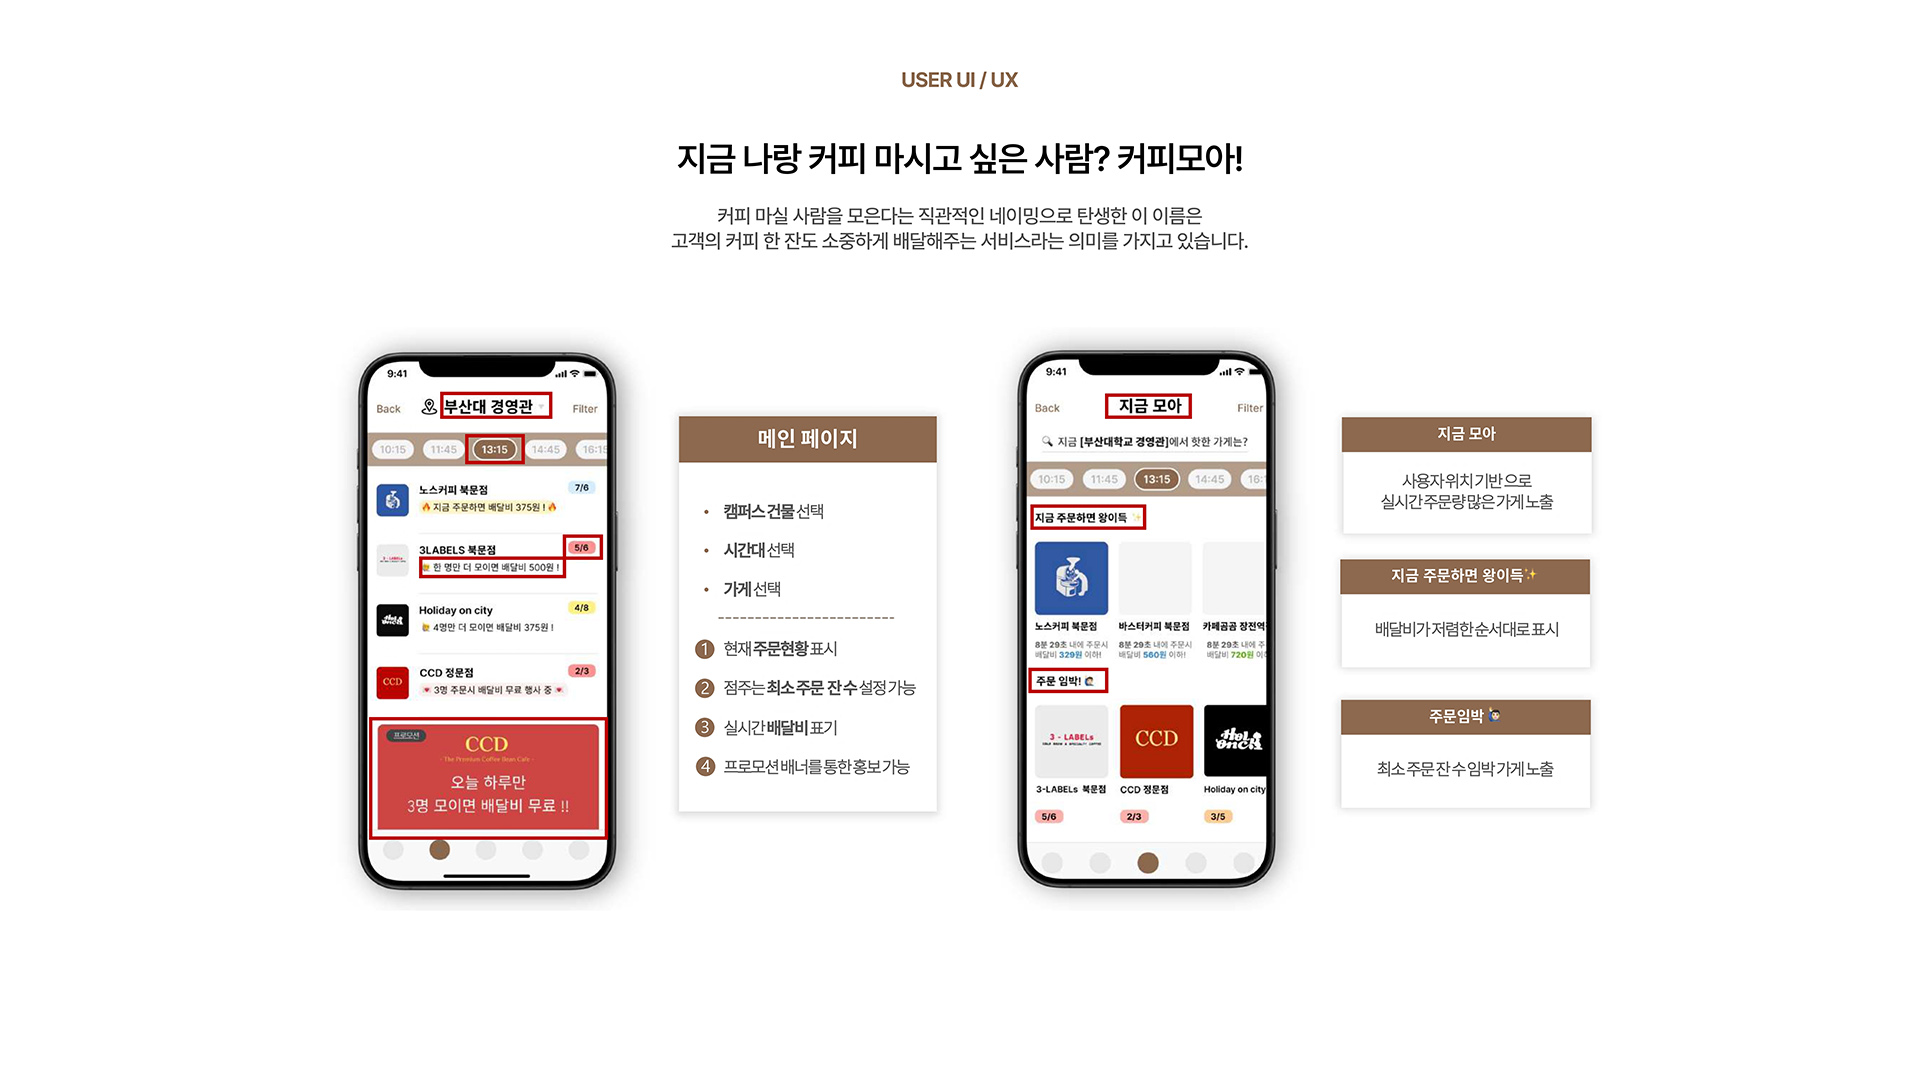 USER UI / UX
지금 나랑 커피 마시고 싶은 사람? 커피모아!
커피 마실 사람을 모은다는 직관적인 네이밍으로 탄생한 이 이름은
고객의 커피 한 잔도 소중하게 배달해주는 서비스라는 의미를 가지고 있습니다.
9:41
Back
부산대 경영관
Filter
10:15 11:45 13:15 14:45 16:15
노스커피 북문점
7/6
🔥 지금 주문하면 배달비 375원 ! 🔥
3 - LABELs
3LABELS 북문점
5/6
한 명만 더 모이면 배달비 500원 !
Holiday on city
4/8
4명만 더 모이면 배달비 375원 !
CCD
CCD 정문점
2/3
3명 주문시 배달비 무료 행사 중
프로모션
CCD
- The Premium Coffee Bean Cafe -
오늘 하루만
3명 모이면 배달비 무료 !!
메인 페이지
• 캠퍼스 건물 선택
• 시간대 선택
• 가게 선택
1 현재 주문현황 표시
2 점주는 최소 주문 잔 수 설정 가능
3 실시간 배달비 표기
4 프로모션 배너를 통한 홍보 가능
9:41
Back
지금 모아
Filter
🔍 지금 [부산대학교 경영관]에서 핫한 가게는?
10:15 11:45 13:15 14:45 16:
지금 주문하면 왕이득 ✨
노스커피 북문점
8분 29초 내에 주문시
배달비 329원 이하!
바스터커피 북문점
8분 29초 내에 주문시
배달비 560원 이하!
카페곰곰 장전역
8분 29초 내에
배달비 720원 이
주문 임박! 🙋
3 - LABELs
CCD
Holi
onCi
3-LABELs 북문점
5/6
CCD 정문점
2/3
Holiday on city
3/5
지금 모아
사용자 위치 기반 으로
실시간 주문량 많은 가게 노출
지금 주문하면 왕이득✨
배달비가 저렴한 순서대로 표시
주문임박 🙋
최소 주문 잔 수 임박 가게 노출